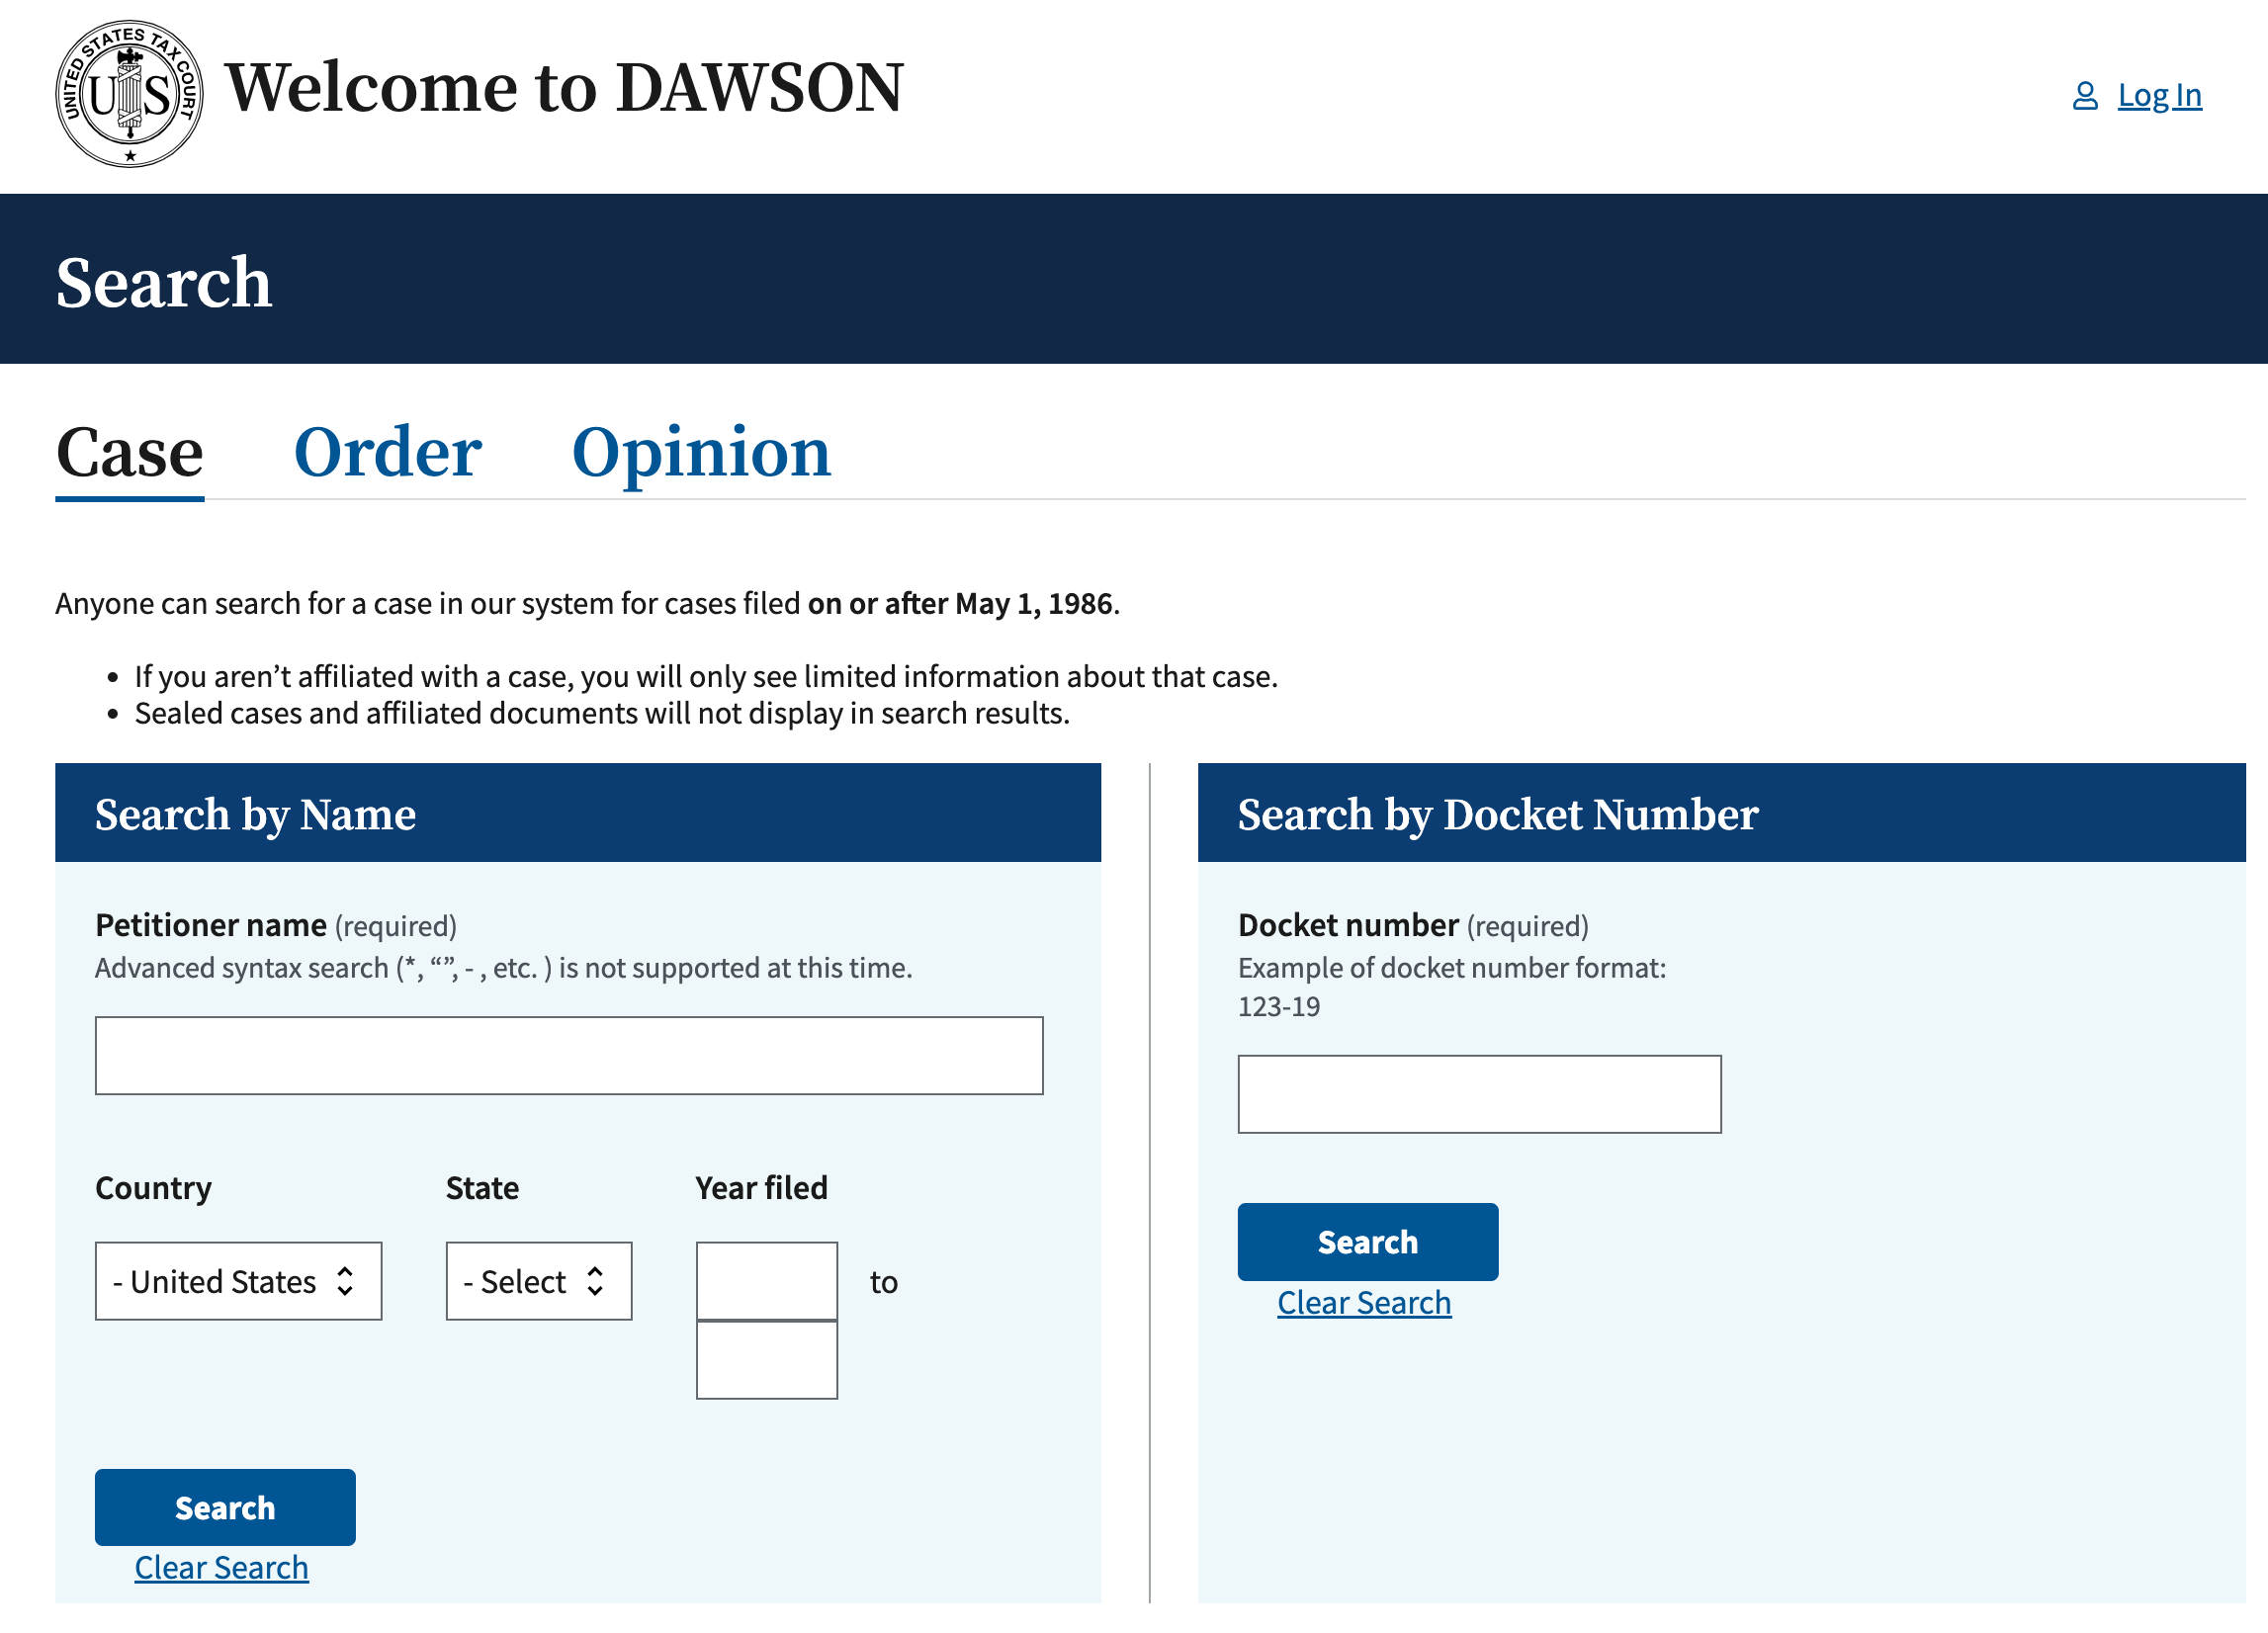 UNITED STATES TAX COURT
US
Welcome to DAWSON
Log In
Search
Case Order Opinion
Anyone can search for a case in our system for cases filed on or after May 1, 1986.
• If you aren’t affiliated with a case, you will only see limited information about that case.
• Sealed cases and affiliated documents will not display in search results.
Search by Name
Petitioner name (required)
Advanced syntax search (*, “”, - , etc. ) is not supported at this time.
Country State Year filed
- United States - Select to
Search
Clear Search
Search by Docket Number
Docket number (required)
Example of docket number format:
123-19
Search
Clear Search